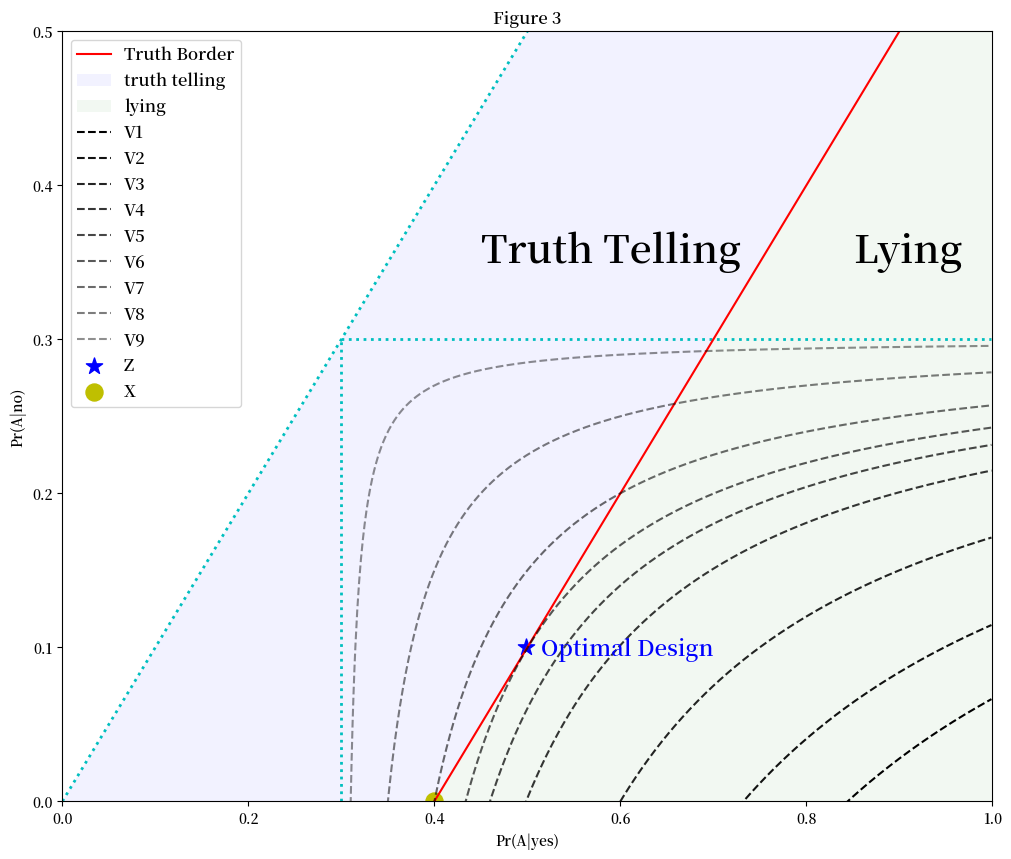 Figure 3
Truth Border
truth telling
lying
V1
V2
V3
V4
V5
V6
V7
V8
V9
Z
X
Truth Telling
Lying
Optimal Design
Pr(A|no)
0.5
0.4
0.3
0.2
0.1
0.0
0.0 0.2 0.4 0.6 0.8 1.0
Pr(A|yes)